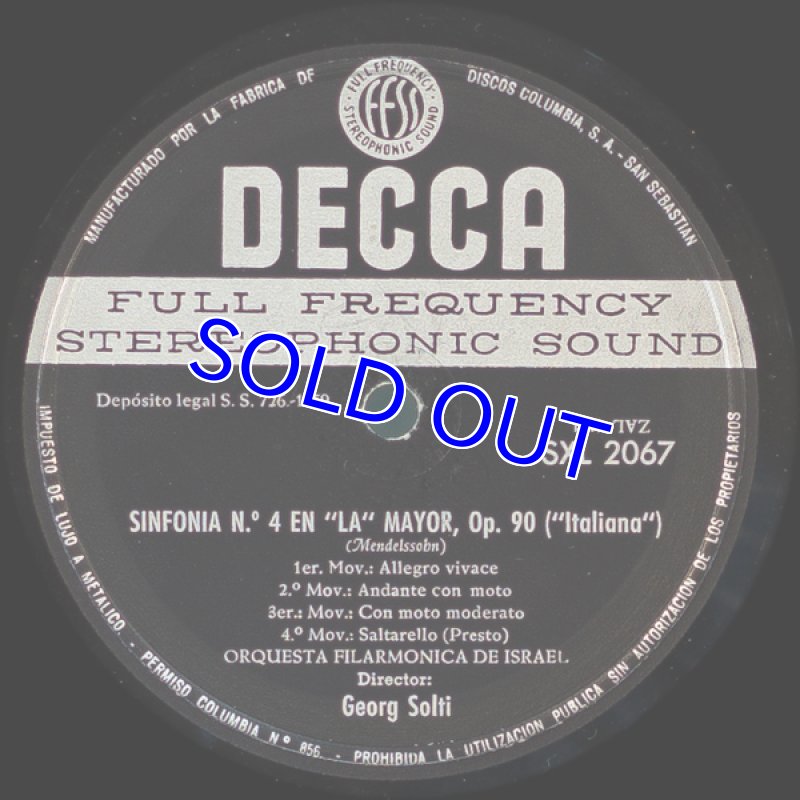 MANUFACTURADO POR LA FABRICA DE DISCOS COLUMBIA, S. A. - SAN SEBASTIAN
FULL FREQUENCY
ffss
STEREOPHONIC SOUND
DECCA
FULL FREQUENCY
STEREOPHONIC SOUND
SOLD OUT
Depósito legal S. S. 726.-
ZAL
SXL 2067
SINFONIA N.º 4 EN "LA" MAYOR, Op. 90 ("Italiana")
(Mendelssohn)
1er. Mov.: Allegro vivace
2.º Mov.: Andante con moto
3er.: Mov.: Con moto moderato
4.º Mov.: Saltarello (Presto)
ORQUESTA FILARMONICA DE ISRAEL
Director:
Georg Solti
IMPUESTO DE LUJO A METALICO. - PERMISO COLUMBIA Nº 856. - PROHIBIDA LA UTILIZACION PUBLICA SIN AUTORIZACION DE LOS PROPIETARIOS